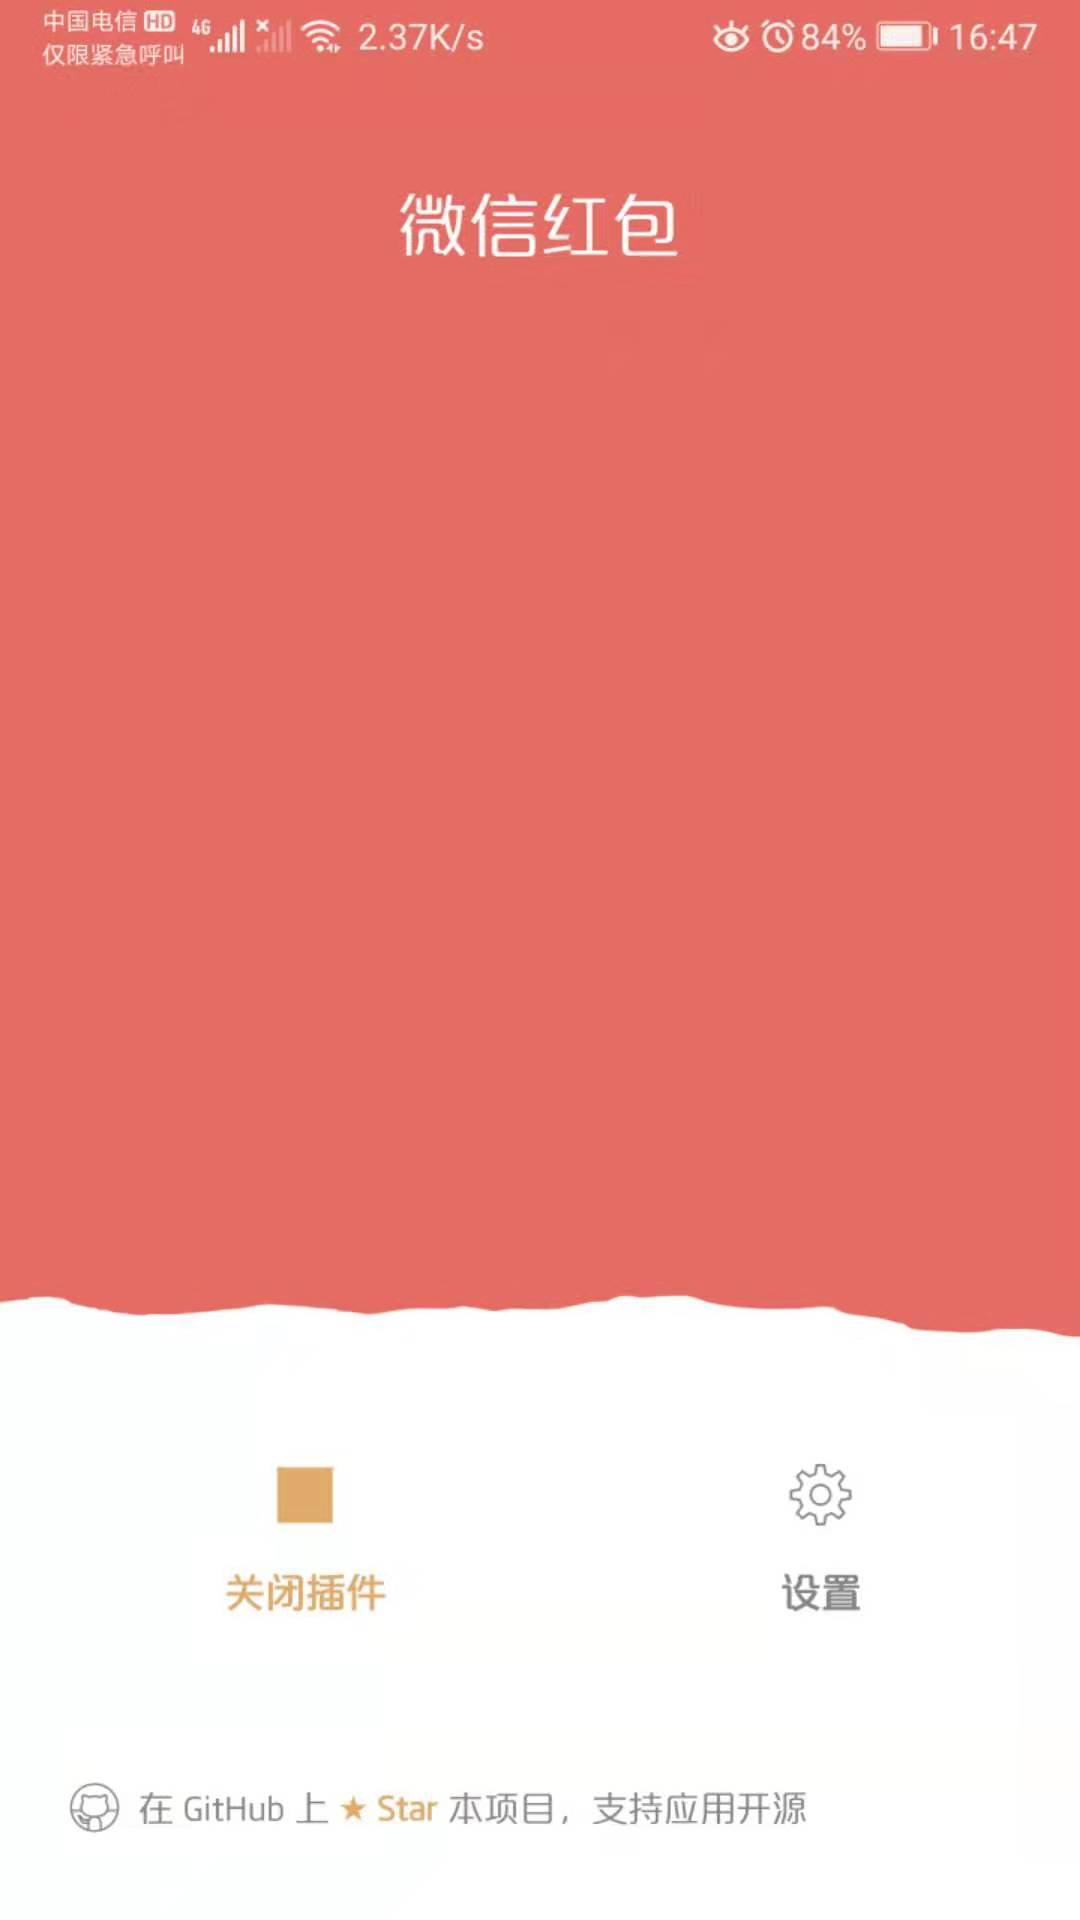 中国电信 HD 4G 2.37K/s 84% 16:47
仅限紧急呼叫
微信红包
关闭插件 设置
在 GitHub 上 ★ Star 本项目，支持应用开源